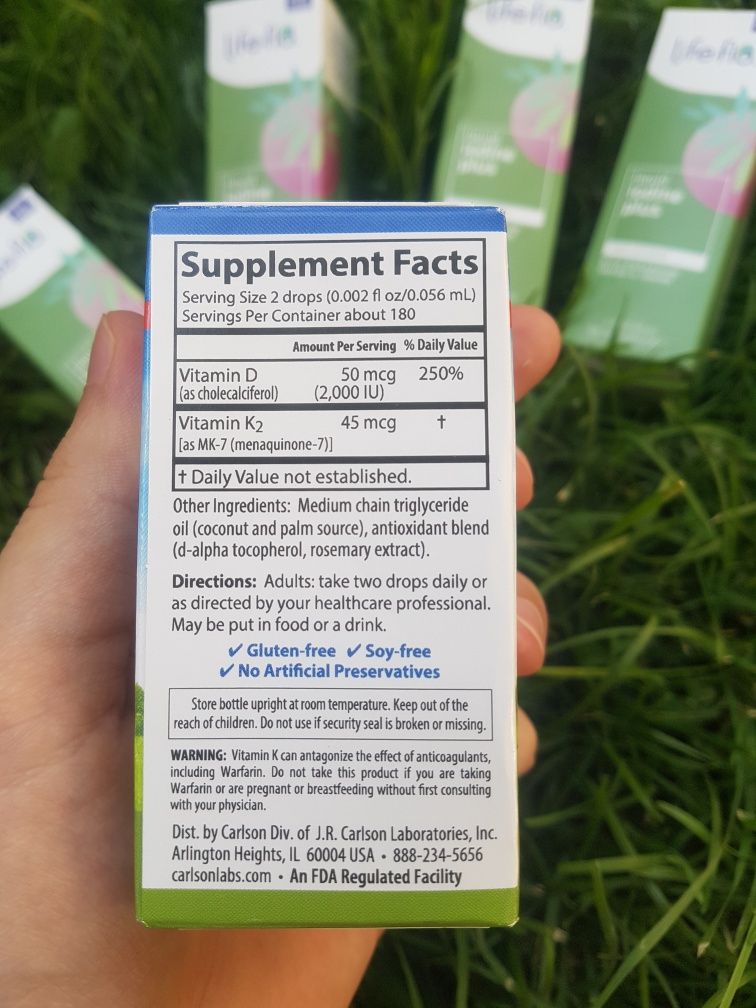 Supplement Facts
Serving Size 2 drops (0.002 fl oz/0.056 mL)
Servings Per Container about 180
Amount Per Serving % Daily Value
Vitamin D 50 mcg 250%
(as cholecalciferol) (2,000 IU)
Vitamin K2 45 mcg †
[as MK-7 (menaquinone-7)]
† Daily Value not established.
Other Ingredients: Medium chain triglyceride
oil (coconut and palm source), antioxidant blend
(d-alpha tocopherol, rosemary extract).
Directions: Adults: take two drops daily or
as directed by your healthcare professional.
May be put in food or a drink.
✓ Gluten-free ✓ Soy-free
✓ No Artificial Preservatives
Store bottle upright at room temperature. Keep out of the
reach of children. Do not use if security seal is broken or missing.
WARNING: Vitamin K can antagonize the effect of anticoagulants,
including Warfarin. Do not take this product if you are taking
Warfarin or are pregnant or breastfeeding without first consulting
with your physician.
Dist. by Carlson Div. of J.R. Carlson Laboratories, Inc.
Arlington Heights, IL 60004 USA • 888-234-5656
carlsonlabs.com • An FDA Regulated Facility